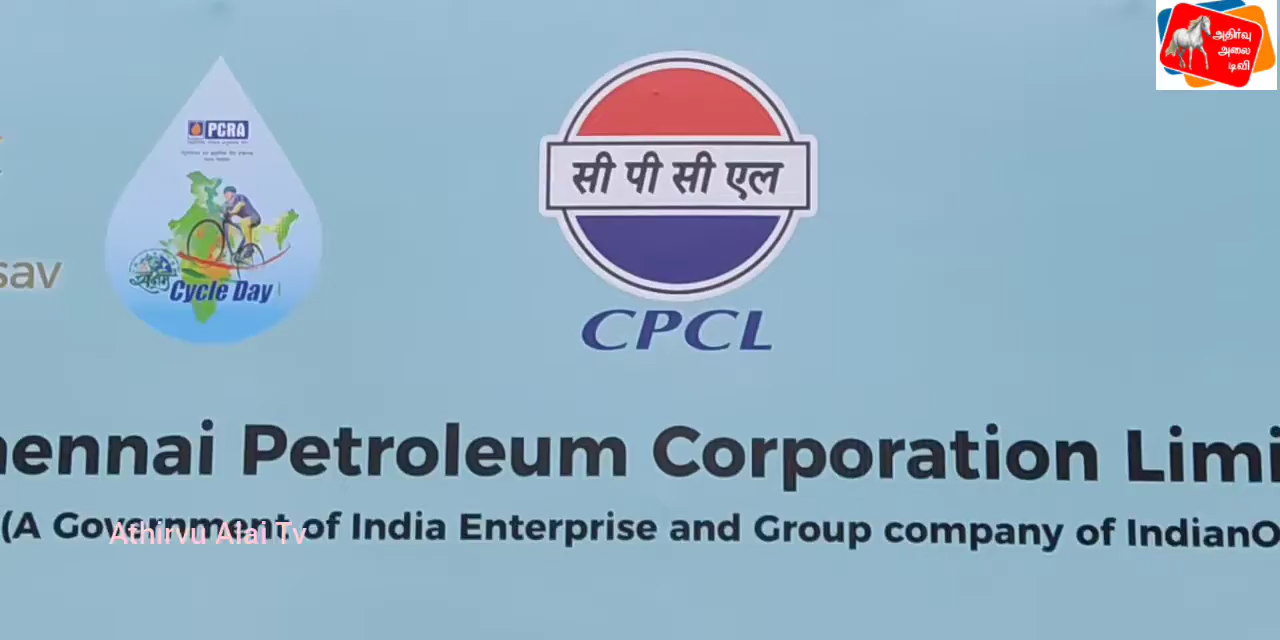 அதிர்வு
அலை
டிவி
PCRA
सी पी सी एल
sav
Cycle Day
CPCL
hennai Petroleum Corporation Limi
(A Government of India Enterprise and Group company of IndianO
Athirvu Alai Tv